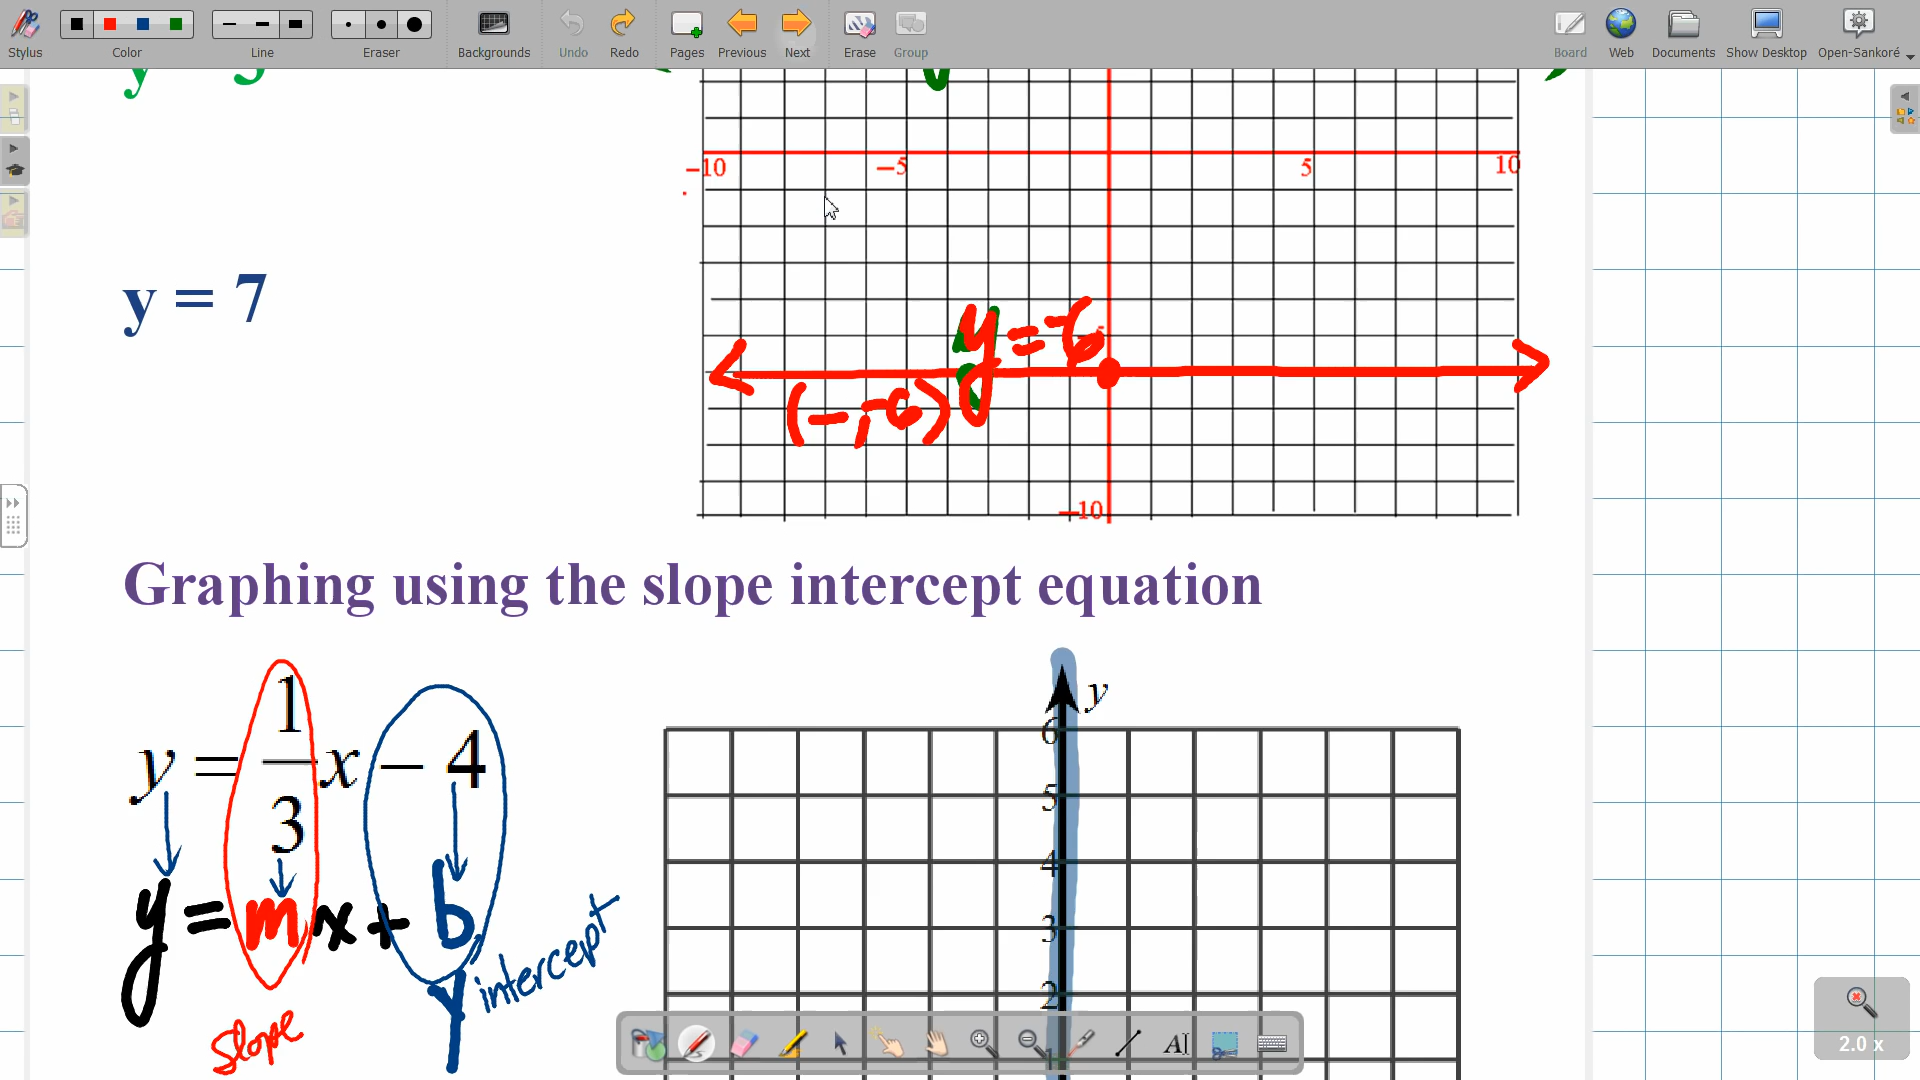 Stylus Color Line Eraser Backgrounds Undo Redo Pages Previous Next Erase Group Board Web Documents Show Desktop Open-Sankoré
-10 -5 5 10
y = 7
y = -6
(-, -6)
-10
Graphing using the slope intercept equation
y
y = 1/3 x - 4
6
5
4
y = mx + b
3
Y intercept
2
Slope
1
2.0 x